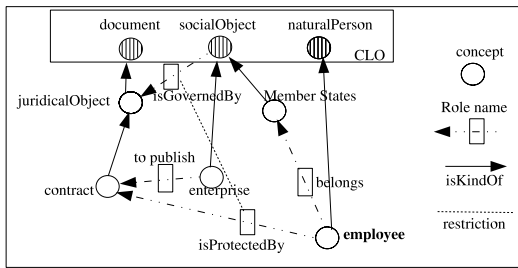 document socialObject naturalPerson
CLO
concept
juridicalObject isGovernedBy Member States
Role name
to publish
contract enterprise belongs
isKindOf
restriction
isProtectedBy employee